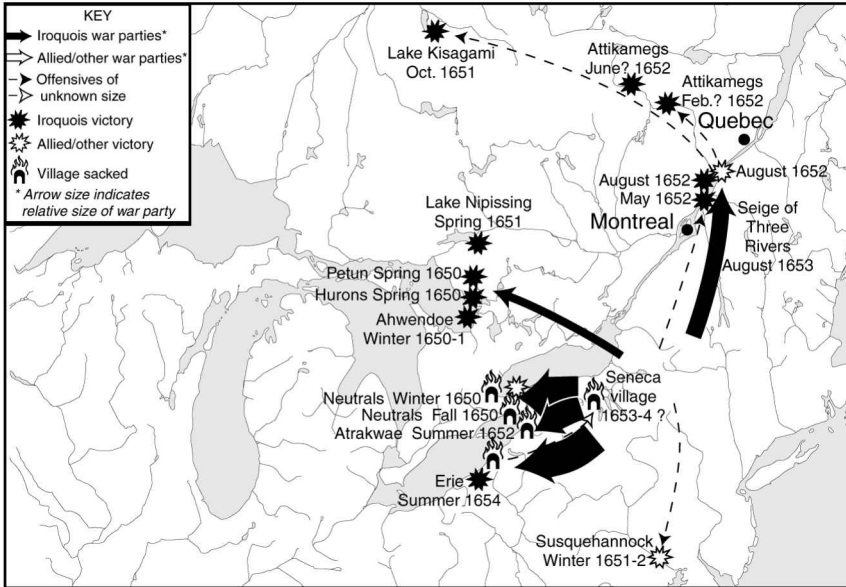 KEY
Iroquois war parties*
Allied/other war parties*
Offensives of
unknown size
Iroquois victory
Allied/other victory
Village sacked
* Arrow size indicates
relative size of war party
Lake Kisagami
Oct. 1651
Attikamegs
June? 1652
Attikamegs
Feb.? 1652
Quebec
August 1652
August 1652
May 1652
Montreal
Seige of
Three
Rivers
August 1653
Lake Nipissing
Spring 1651
Petun Spring 1650
Hurons Spring 1650
Ahwendoe
Winter 1650-1
Neutrals Winter 1650
Neutrals Fall 1650
Atrakwae Summer 1652
Seneca
village
1653-4 ?
Erie
Summer 1654
Susquehannock
Winter 1651-2